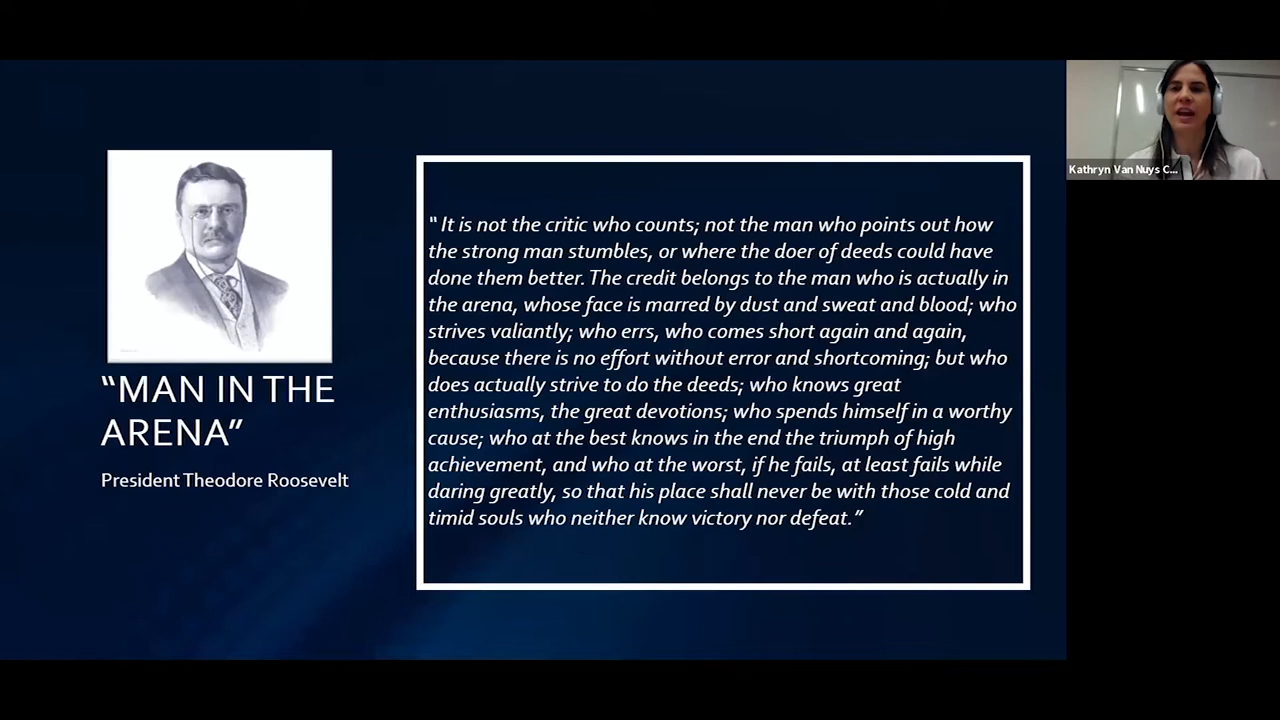 “MAN IN THE
ARENA”
President Theodore Roosevelt
“ It is not the critic who counts; not the man who points out how
the strong man stumbles, or where the doer of deeds could have
done them better. The credit belongs to the man who is actually in
the arena, whose face is marred by dust and sweat and blood; who
strives valiantly; who errs, who comes short again and again,
because there is no effort without error and shortcoming; but who
does actually strive to do the deeds; who knows great
enthusiasms, the great devotions; who spends himself in a worthy
cause; who at the best knows in the end the triumph of high
achievement, and who at the worst, if he fails, at least fails while
daring greatly, so that his place shall never be with those cold and
timid souls who neither know victory nor defeat.”
Kathryn Van Nuys C...